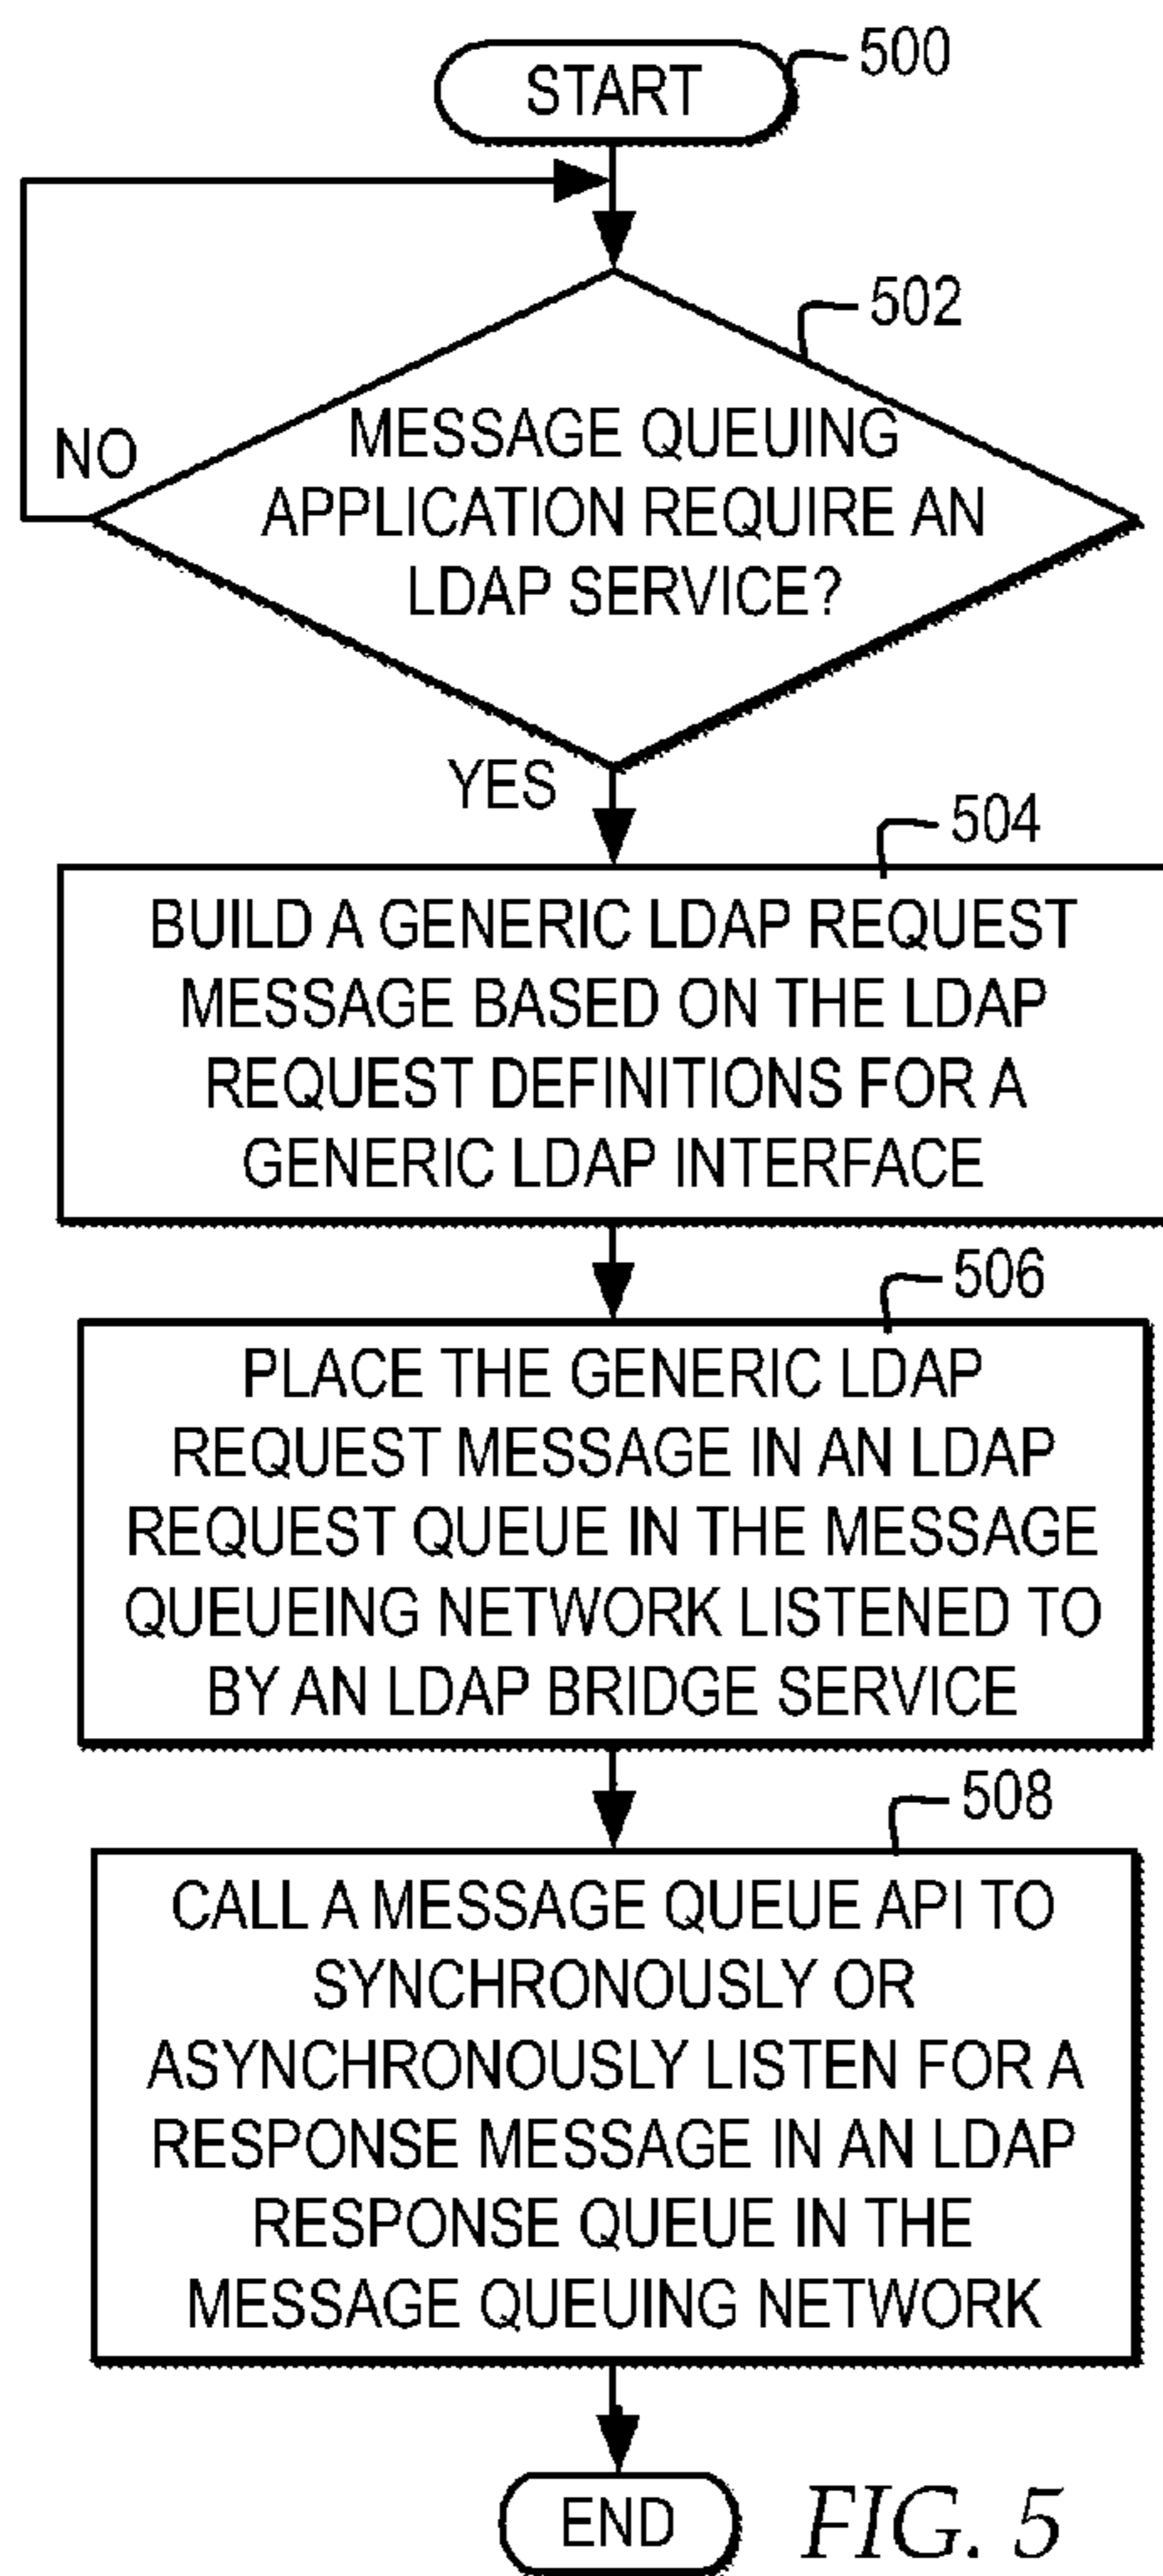 START
500
502
MESSAGE QUEUING
APPLICATION REQUIRE AN
LDAP SERVICE?
NO
YES
504
BUILD A GENERIC LDAP REQUEST
MESSAGE BASED ON THE LDAP
REQUEST DEFINITIONS FOR A
GENERIC LDAP INTERFACE
506
PLACE THE GENERIC LDAP
REQUEST MESSAGE IN AN LDAP
REQUEST QUEUE IN THE MESSAGE
QUEUEING NETWORK LISTENED TO
BY AN LDAP BRIDGE SERVICE
508
CALL A MESSAGE QUEUE API TO
SYNCHRONOUSLY OR
ASYNCHRONOUSLY LISTEN FOR A
RESPONSE MESSAGE IN AN LDAP
RESPONSE QUEUE IN THE
MESSAGE QUEUING NETWORK
END
FIG. 5